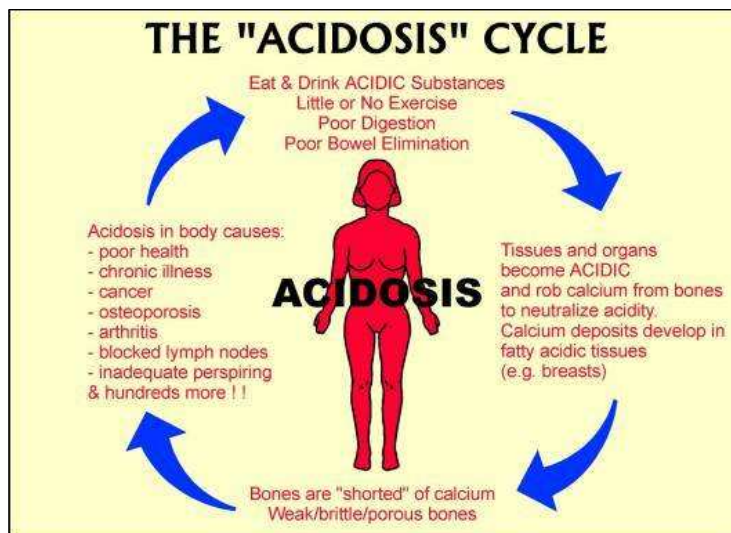 THE "ACIDOSIS" CYCLE
Eat & Drink ACIDIC Substances
Little or No Exercise
Poor Digestion
Poor Bowel Elimination
Tissues and organs
become ACIDIC
and rob calcium from bones
to neutralize acidity.
Calcium deposits develop in
fatty acidic tissues
(e.g. breasts)
Bones are "shorted" of calcium
Weak/brittle/porous bones
Acidosis in body causes:
- poor health
- chronic illness
- cancer
- osteoporosis
- arthritis
- blocked lymph nodes
- inadequate perspiring
& hundreds more ! !
ACIDOSIS